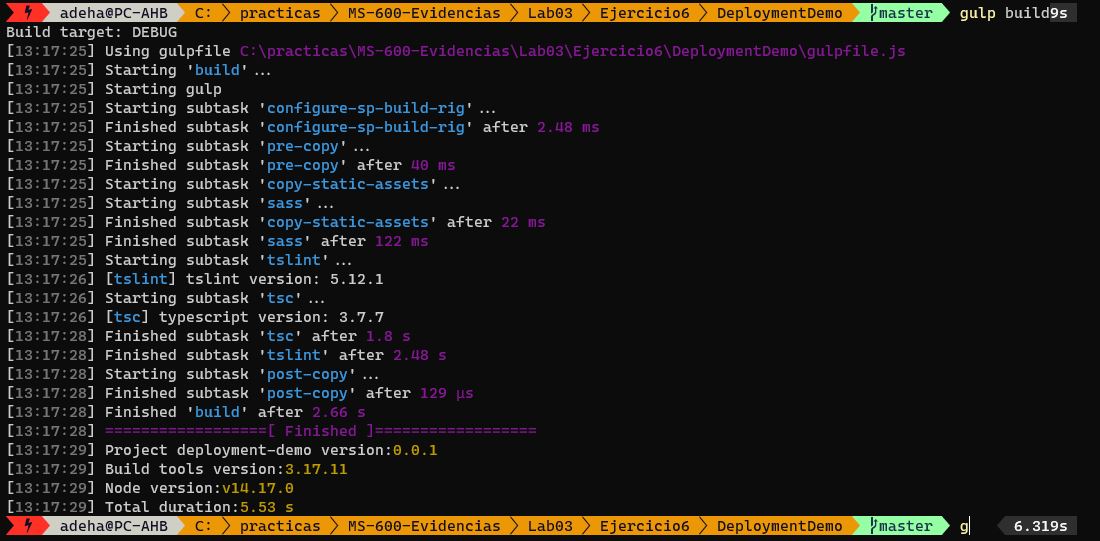 adeha@PC-AHB C: practicas MS-600-Evidencias Lab03 Ejercicio6 DeploymentDemo master gulp build9s
Build target: DEBUG
[13:17:25] Using gulpfile C:\practicas\MS-600-Evidencias\Lab03\Ejercicio6\DeploymentDemo\gulpfile.js
[13:17:25] Starting 'build'...
[13:17:25] Starting gulp
[13:17:25] Starting subtask 'configure-sp-build-rig'...
[13:17:25] Finished subtask 'configure-sp-build-rig' after 2.48 ms
[13:17:25] Starting subtask 'pre-copy'...
[13:17:25] Finished subtask 'pre-copy' after 40 ms
[13:17:25] Starting subtask 'copy-static-assets'...
[13:17:25] Starting subtask 'sass'...
[13:17:25] Finished subtask 'copy-static-assets' after 22 ms
[13:17:25] Finished subtask 'sass' after 122 ms
[13:17:25] Starting subtask 'tslint'...
[13:17:26] [tslint] tslint version: 5.12.1
[13:17:26] Starting subtask 'tsc'...
[13:17:26] [tsc] typescript version: 3.7.7
[13:17:28] Finished subtask 'tsc' after 1.8 s
[13:17:28] Finished subtask 'tslint' after 2.48 s
[13:17:28] Starting subtask 'post-copy'...
[13:17:28] Finished subtask 'post-copy' after 129 μs
[13:17:28] Finished 'build' after 2.66 s
[13:17:28] ==================[ Finished ]==================
[13:17:29] Project deployment-demo version:0.0.1
[13:17:29] Build tools version:3.17.11
[13:17:29] Node version:v14.17.0
[13:17:29] Total duration:5.53 s
adeha@PC-AHB C: practicas MS-600-Evidencias Lab03 Ejercicio6 DeploymentDemo master g 6.319s